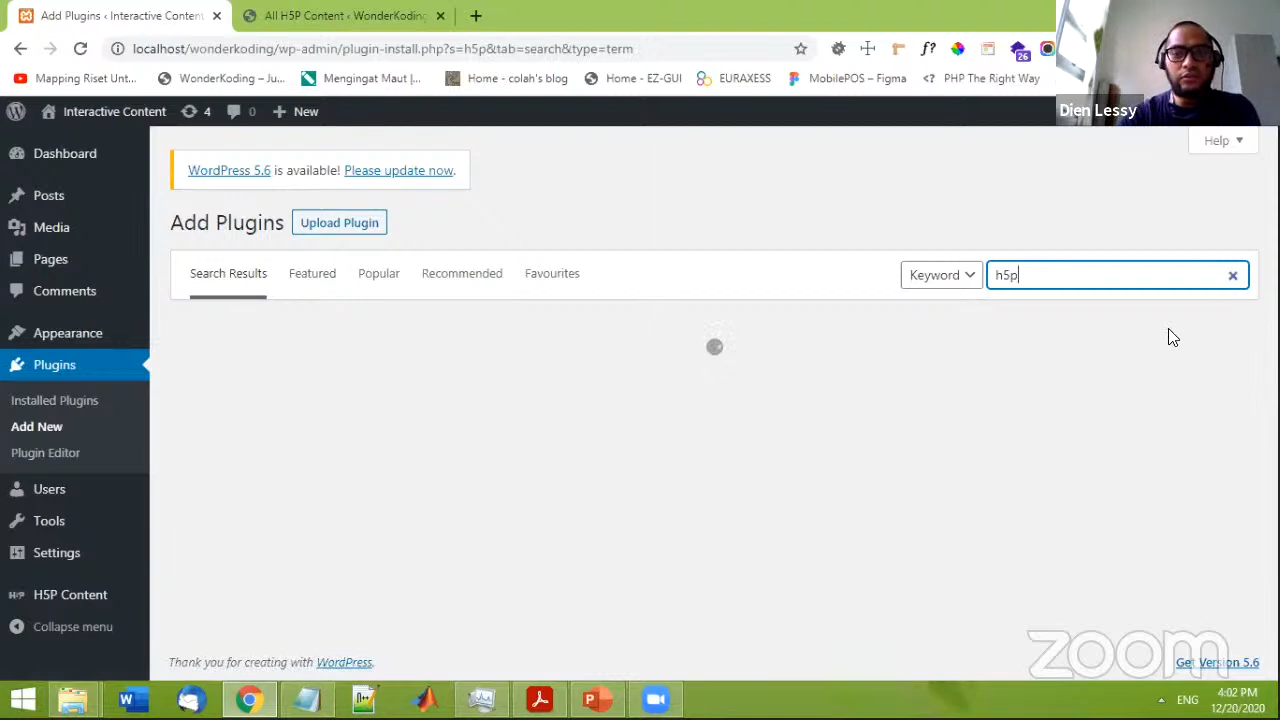 Add Plugins ‹ Interactive Content
All H5P Content ‹ WonderKoding
localhost/wonderkoding/wp-admin/plugin-install.php?s=h5p&tab=search&type=term
f?
26
Mapping Riset Unt...
WonderKoding – Ju...
Mengingat Maut |...
Home - colah's blog
Home - EZ-GUI
EURAXESS
MobilePOS – Figma
PHP The Right Way
Dien Lessy
Interactive Content
4
0
New
Help
Dashboard
Posts
Media
Pages
Comments
Appearance
Plugins
Installed Plugins
Add New
Plugin Editor
Users
Tools
Settings
H5P
H5P Content
Collapse menu
WordPress 5.6 is available! Please update now.
Add Plugins
Upload Plugin
Search Results
Featured
Popular
Recommended
Favourites
Keyword
h5p
Thank you for creating with WordPress.
Get Version 5.6
zoom
ENG
4:02 PM
12/20/2020